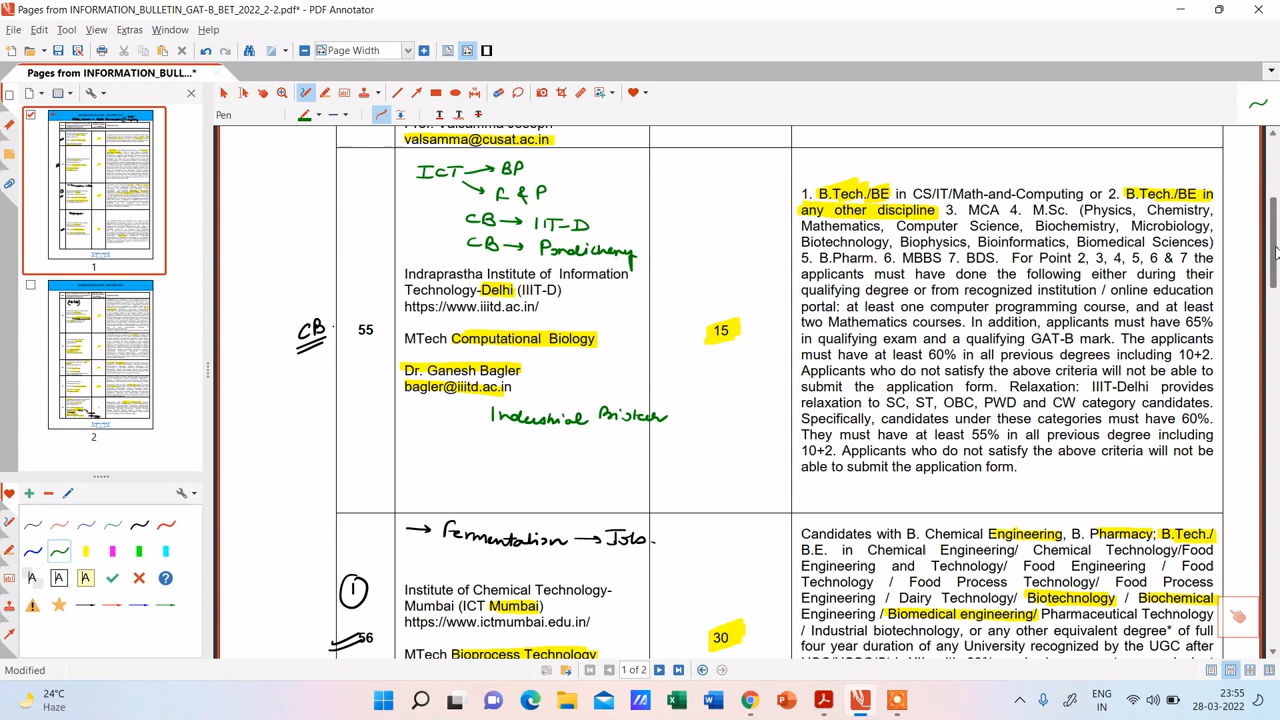 Pages from INFORMATION_BULLETIN_GAT-B_BET_2022_2-2.pdf* - PDF Annotator
File Edit Tool View Extras Window Help
Page Width
Pages from INFORMATION_BULL...*
Pen
1
2
valsamma@cusat.ac.in
ICT → BP
→ F & P
CB → IIT-D
CB → Pondicherry
CB
55
Indraprastha Institute of Information
Technology-Delhi (IIIT-D)
https://www.iiitd.ac.in/
MTech Computational Biology
Dr. Ganesh Bagler
bagler@iiitd.ac.in
Industrial Biotech
15
. B.Tech./BE in CS/IT/Math-and-Computing or 2. B.Tech./BE in
any other discipline 3. MCA 4. M.Sc. (Physics, Chemistry,
Mathematics, Computer Science, Biochemistry, Microbiology,
Biotechnology, Biophysics, Bioinformatics, Biomedical Sciences)
5. B.Pharm. 6. MBBS 7. BDS. For Point 2, 3, 4, 5, 6 & 7 the
applicants must have done the following either during their
qualifying degree or from recognized institution / online education
portal: at least one computer programming course, and at least
two Mathematics courses. In addition, applicants must have 65%
in qualifying exam and a qualifying GAT-B mark. The applicants
must have at least 60% in all previous degrees including 10+2.
Applicants who do not satisfy the above criteria will not be able to
submit the application form. Relaxation: IIIT-Delhi provides
relaxation to SC, ST, OBC, PWD and CW category candidates.
Specifically, candidates under these categories must have 60%.
They must have at least 55% in all previous degree including
10+2. Applicants who do not satisfy the above criteria will not be
able to submit the application form.
→ Fermentation → Jobs.
1
56
Institute of Chemical Technology-
Mumbai (ICT Mumbai)
https://www.ictmumbai.edu.in/
MTech Bioprocess Technology
30
Candidates with B. Chemical Engineering, B. Pharmacy; B.Tech./
B.E. in Chemical Engineering/ Chemical Technology/Food
Engineering and Technology/ Food Engineering / Food
Technology / Food Process Technology/ Food Process
Engineering / Dairy Technology/ Biotechnology / Biochemical
Engineering / Biomedical engineering/ Pharmaceutical Technology
/ Industrial biotechnology, or any other equivalent degree* of full
four year duration of any University recognized by the UGC after
Modified
1 of 2
24°C
Haze
ENG
IN
23:55
28-03-2022